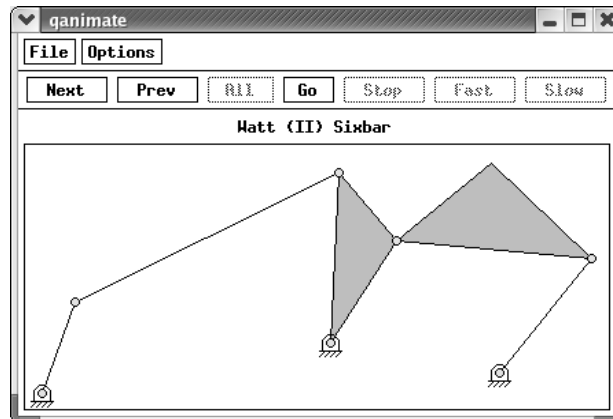 qanimate
File Options
Next Prev All Go Stop Fast Slow
Watt (II) Sixbar